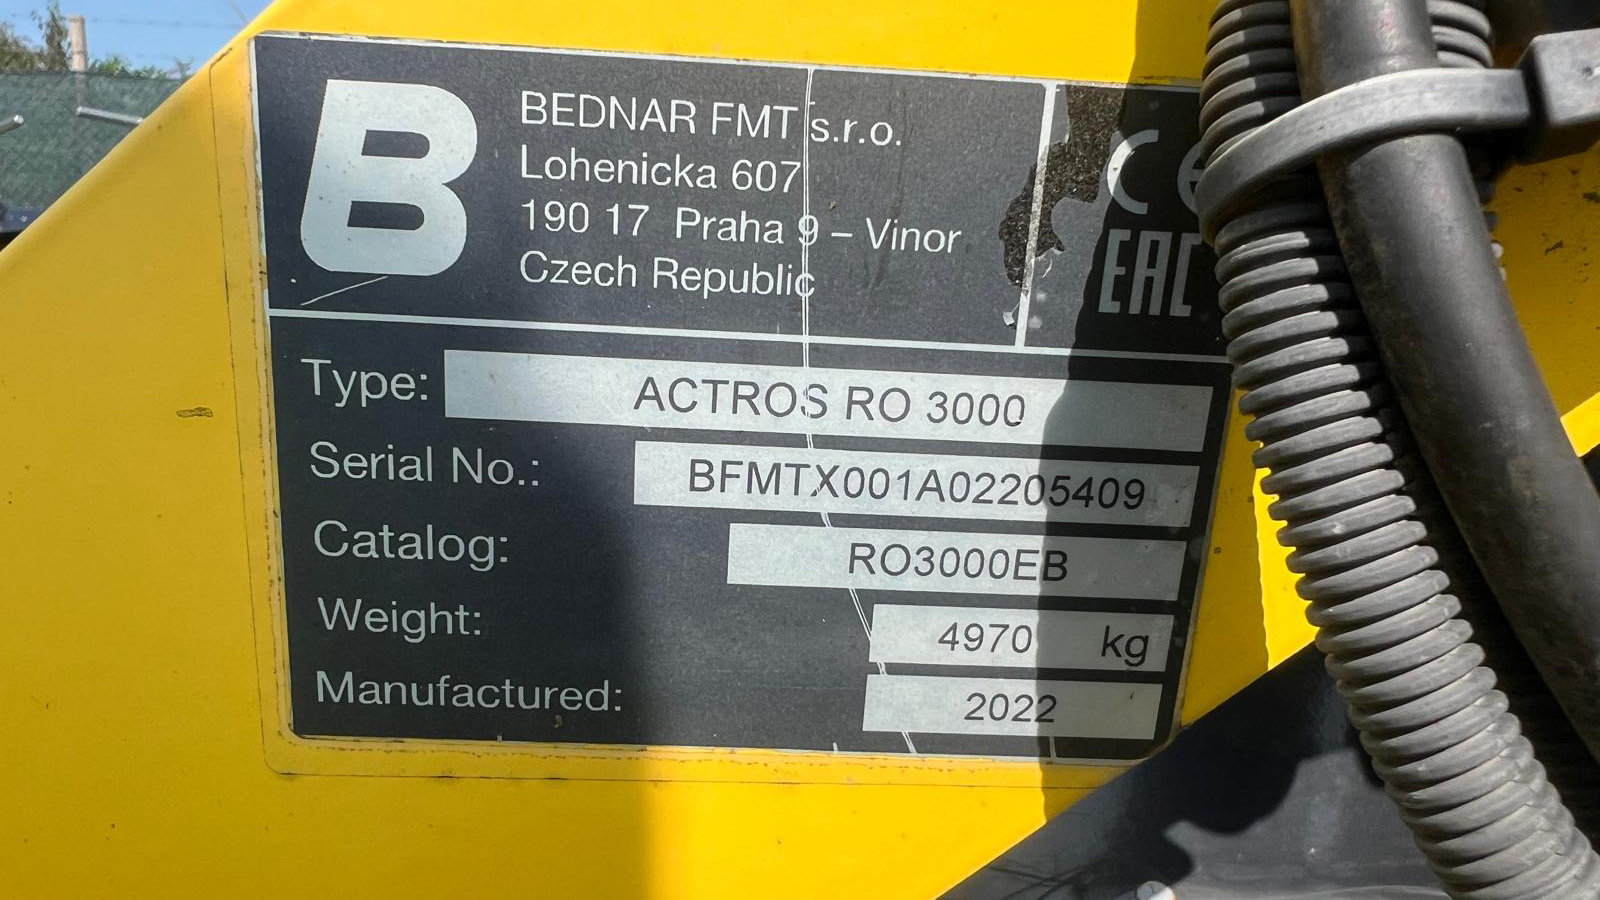 B
BEDNAR FMT s.r.o.
Lohenicka 607
190 17 Praha 9 – Vinor
Czech Republic
CE
EAC
Type: ACTROS RO 3000
Serial No.: BFMTX001A02205409
Catalog: RO3000EB
Weight: 4970 kg
Manufactured: 2022